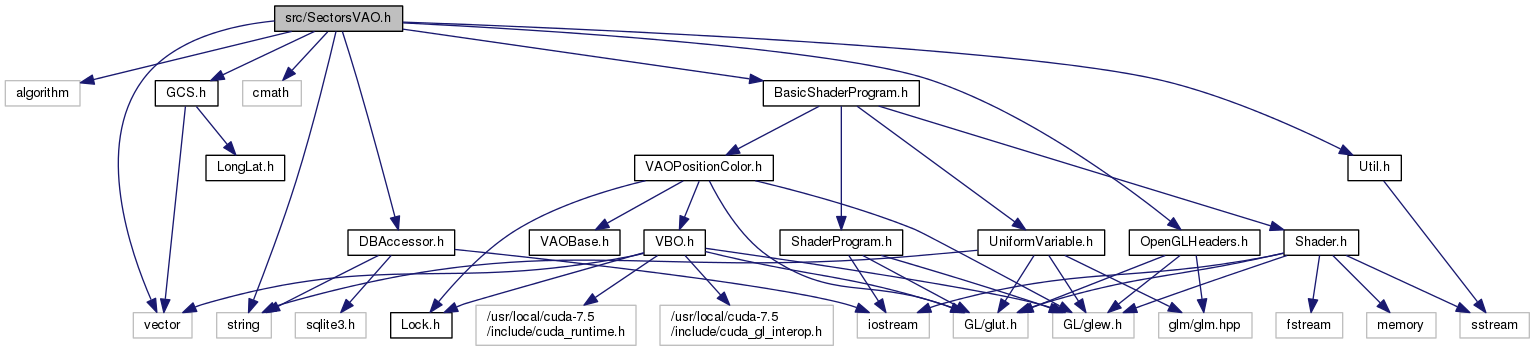 src/SectorsVAO.h
algorithm
GCS.h
cmath
BasicShaderProgram.h
LongLat.h
VAOPositionColor.h
Util.h
DBAccessor.h
VAOBase.h
VBO.h
ShaderProgram.h
UniformVariable.h
OpenGLHeaders.h
Shader.h
vector
string
sqlite3.h
Lock.h
/usr/local/cuda-7.5
/include/cuda_runtime.h
/usr/local/cuda-7.5
/include/cuda_gl_interop.h
iostream
GL/glut.h
GL/glew.h
glm/glm.hpp
fstream
memory
sstream